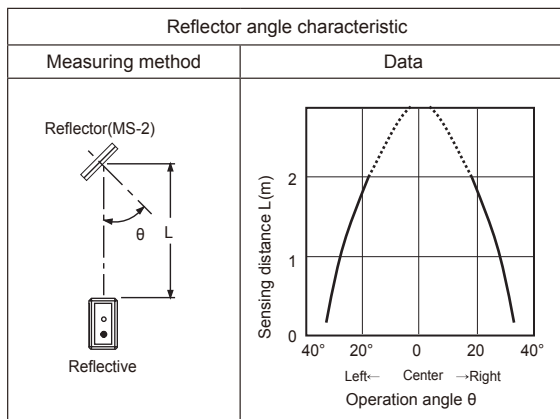 Reflector angle characteristic
Measuring method
Data
Reflector(MS-2)
θ
L
Reflective
Sensing distance L(m)
2
1
0
40°
20°
0
20
40°
Left←
Center
→Right
Operation angle θ